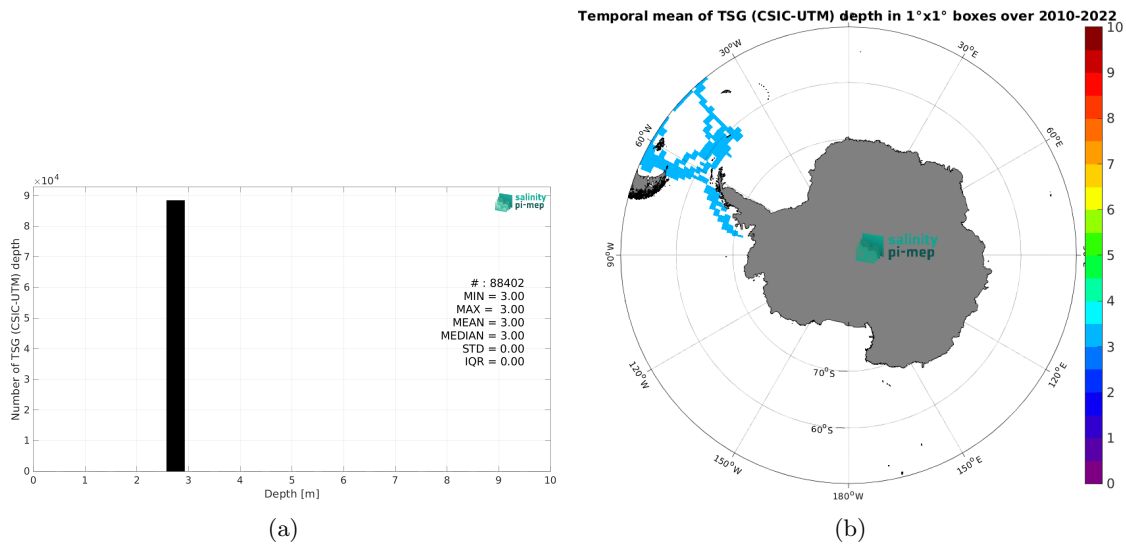 Temporal mean of TSG (CSIC-UTM) depth in 1°x1° boxes over 2010-2022
×10⁴
9
8
7
6
5
4
3
2
1
0
Number of TSG (CSIC-UTM) depth
salinity
pi-mep
# : 88402
MIN = 3.00
MAX = 3.00
MEAN = 3.00
MEDIAN = 3.00
STD = 0.00
IQR = 0.00
0 1 2 3 4 5 6 7 8 9 10
Depth [m]
(a)
30°W
30°E
60°W
60°E
90°W
120°W
120°E
150°W
150°E
180°W
70°S
60°S
salinity
pi-mep
10
9
8
7
6
5
4
3
2
1
0
(b)